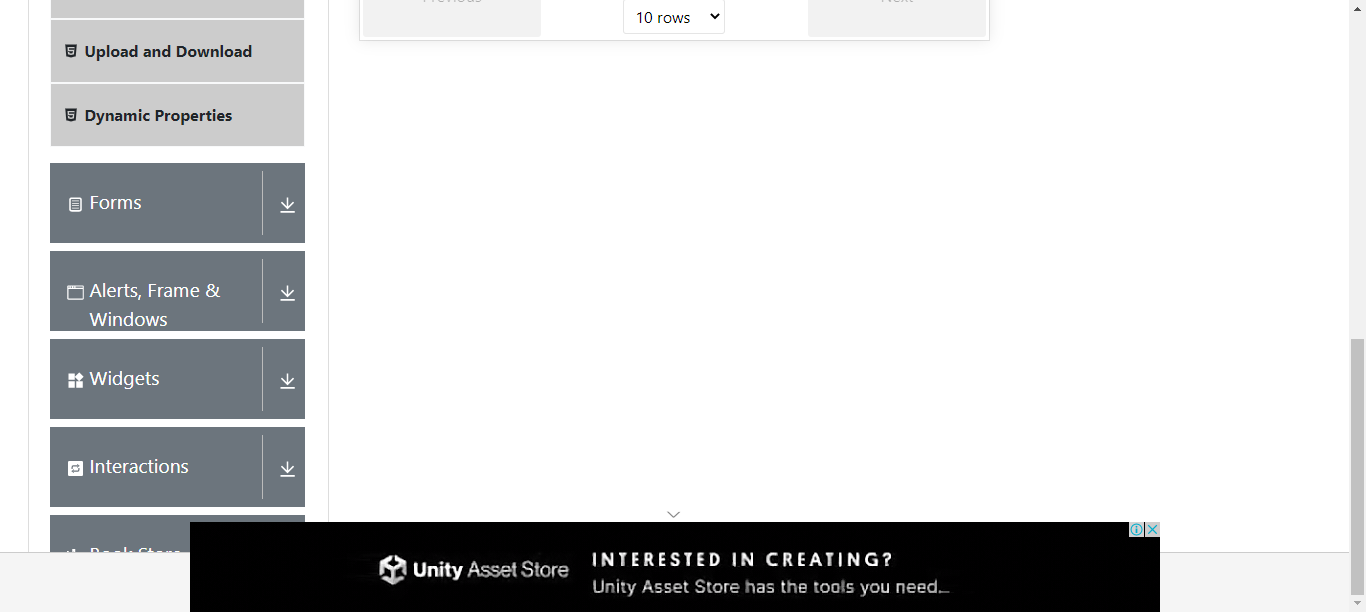 Previous
10 rows
Next
Upload and Download
Dynamic Properties
Forms
Alerts, Frame &
Windows
Widgets
Interactions
Book Store
Unity Asset Store
INTERESTED IN CREATING?
Unity Asset Store has the tools you need...